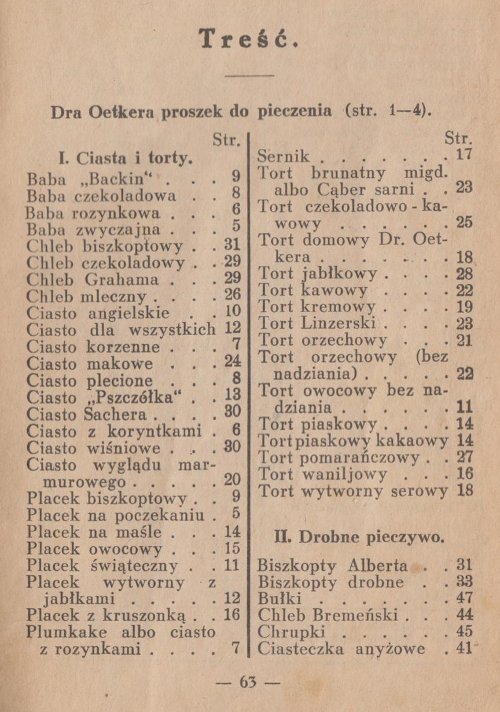 Treść.
Dra Oetkera proszek do pieczenia (str. 1—4).
Str.
I. Ciasta i torty.
Baba „Backin“ . . . 9
Baba czekoladowa . . 8
Baba rozynkowa . . . 6
Baba zwyczajna . . . 5
Chleb biszkoptowy . . 31
Chleb czekoladowy . . 29
Chleb Grahama . . . 29
Chleb mleczny . . . . 26
Ciasto angielskie . . 10
Ciasto dla wszystkich 12
Ciasto korzenne . . . 7
Ciasto makowe . . . 24
Ciasto plecione . . . 8
Ciasto „Pszczółka“ . . 13
Ciasto Sachera . . . . 30
Ciasto z koryntkami . 6
Ciasto wiśniowe . . . 30
Ciasto wyglądu mar-
murowego . . . . . 20
Placek biszkoptowy . . 9
Placek na poczekaniu . 5
Placek na maśle . . . 14
Placek owocowy . . . 15
Placek świąteczny . . 11
Placek wytworny z
jabłkami . . . . . 12
Placek z kruszonką . . 16
Plumkake albo ciasto
z rozynkami . . . . 7
Str.
Sernik . . . . . . . 17
Tort brunatny migd.
albo Cąber sarni . . 23
Tort czekoladowo-ka-
wowy . . . . . . 25
Tort domowy Dr. Oet-
kera . . . . . . . 18
Tort jabłkowy . . . . 28
Tort kawowy . . . . 22
Tort kremowy . . . . 19
Tort Linzerski . . . . 23
Tort orzechowy . . . 21
Tort orzechowy (bez
nadziania) . . . . . 22
Tort owocowy bez na-
dziania . . . . . . 11
Tort piaskowy . . . . 14
Tort piaskowy kakaowy 14
Tort pomarańczowy . . 27
Tort waniljowy . . . 16
Tort wytworny serowy 18
II. Drobne pieczywo.
Biszkopty Alberta . . 31
Biszkopty drobne . . 33
Bułki . . . . . . . 47
Chleb Bremeński . . . 44
Chrupki . . . . . . 45
Ciasteczka anyżowe . 41
— 63 —